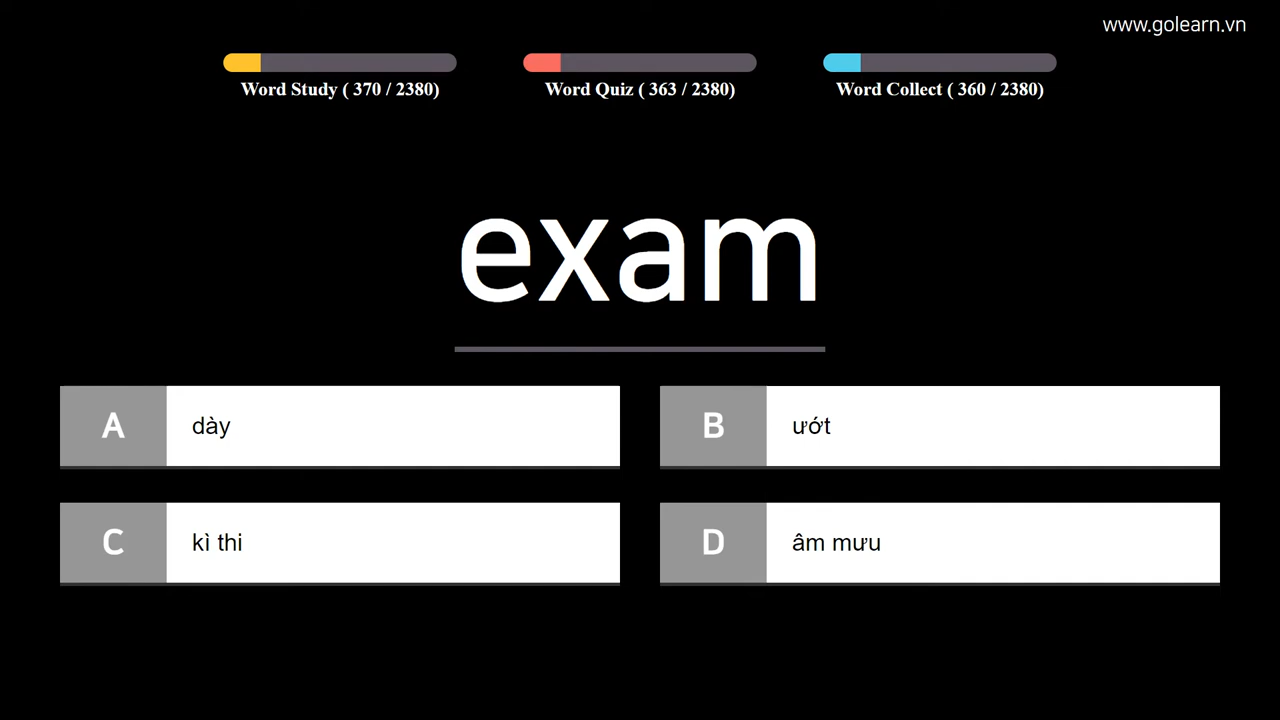 www.golearn.vn
Word Study ( 370 / 2380)
Word Quiz ( 363 / 2380)
Word Collect ( 360 / 2380)
exam
A dày
B ướt
C kì thi
D âm mưu